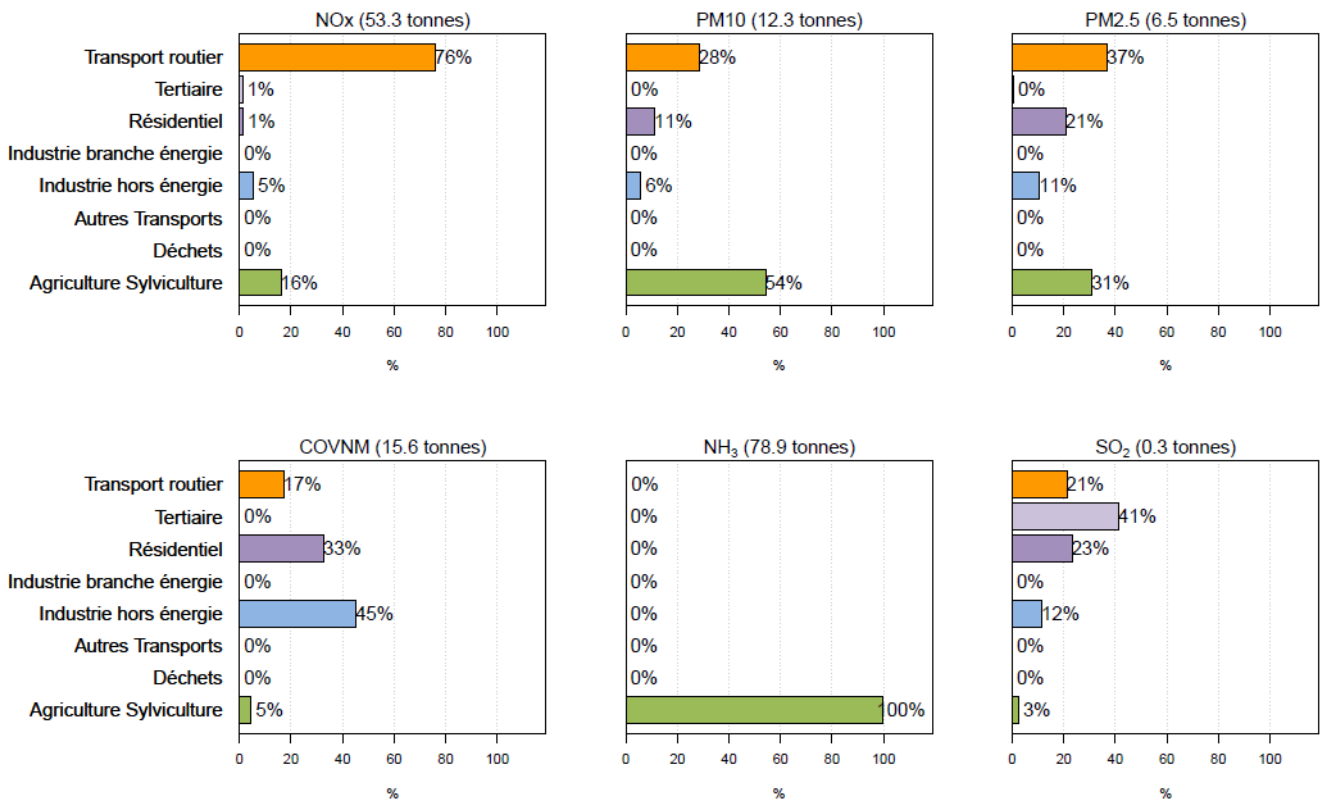 NOx (53.3 tonnes) PM10 (12.3 tonnes) PM2.5 (6.5 tonnes)
Transport routier 76% 28% 37%
Tertiaire 1% 0% 0%
Résidentiel 1% 11% 21%
Industrie branche énergie 0% 0% 0%
Industrie hors énergie 5% 6% 11%
Autres Transports 0% 0% 0%
Déchets 0% 0% 0%
Agriculture Sylviculture 16% 54% 31%
0 20 40 60 80 100 0 20 40 60 80 100 0 20 40 60 80 100
% % %
COVNM (15.6 tonnes) NH₃ (78.9 tonnes) SO₂ (0.3 tonnes)
Transport routier 17% 0% 21%
Tertiaire 0% 0% 41%
Résidentiel 33% 0% 23%
Industrie branche énergie 0% 0% 0%
Industrie hors énergie 45% 0% 12%
Autres Transports 0% 0% 0%
Déchets 0% 0% 0%
Agriculture Sylviculture 5% 100% 3%
0 20 40 60 80 100 0 20 40 60 80 100 0 20 40 60 80 100
% % %